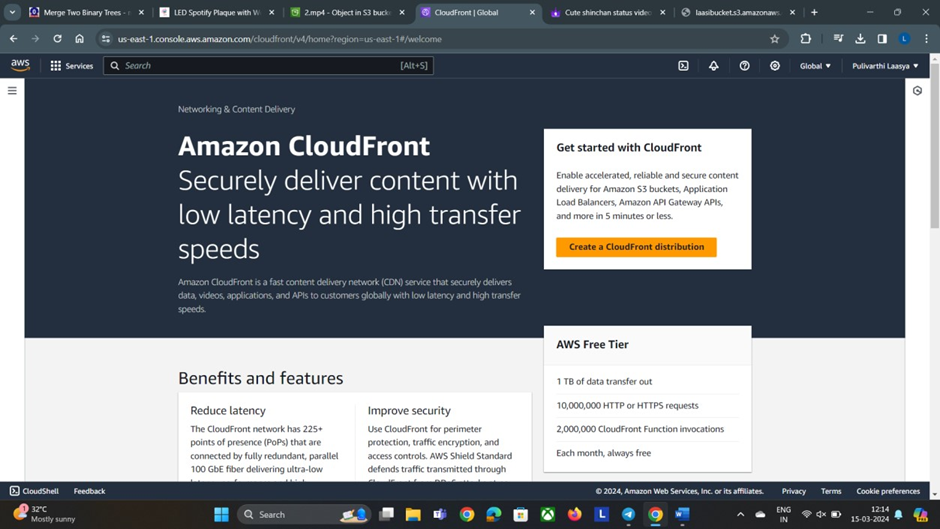 Merge Two Binary Trees -
LED Spotify Plaque with W
2.mp4 - Object in S3 bucke
CloudFront | Global
Cute shinchan status video
laasibucket.s3.amazonaws.
us-east-1.console.aws.amazon.com/cloudfront/v4/home?region=us-east-1#/welcome
L
aws
Services
Search
[Alt+S]
Global
Pulivarthi Laasya
Networking & Content Delivery
Amazon CloudFront
Securely deliver content with
low latency and high transfer
speeds
Amazon CloudFront is a fast content delivery network (CDN) service that securely delivers
data, videos, applications, and APIs to customers globally with low latency and high transfer
speeds.
Get started with CloudFront
Enable accelerated, reliable and secure content
delivery for Amazon S3 buckets, Application
Load Balancers, Amazon API Gateway APIs,
and more in 5 minutes or less.
Create a CloudFront distribution
AWS Free Tier
1 TB of data transfer out
10,000,000 HTTP or HTTPS requests
2,000,000 CloudFront Function invocations
Each month, always free
Benefits and features
Reduce latency
The CloudFront network has 225+
points of presence (PoPs) that are
connected by fully redundant, parallel
100 GbE fiber delivering ultra-low
Improve security
Use CloudFront for perimeter
protection, traffic encryption, and
access controls. AWS Shield Standard
defends traffic transmitted through
CloudShell
Feedback
© 2024, Amazon Web Services, Inc. or its affiliates.
Privacy
Terms
Cookie preferences
32°C
Mostly sunny
Search
ENG
IN
12:14
15-03-2024